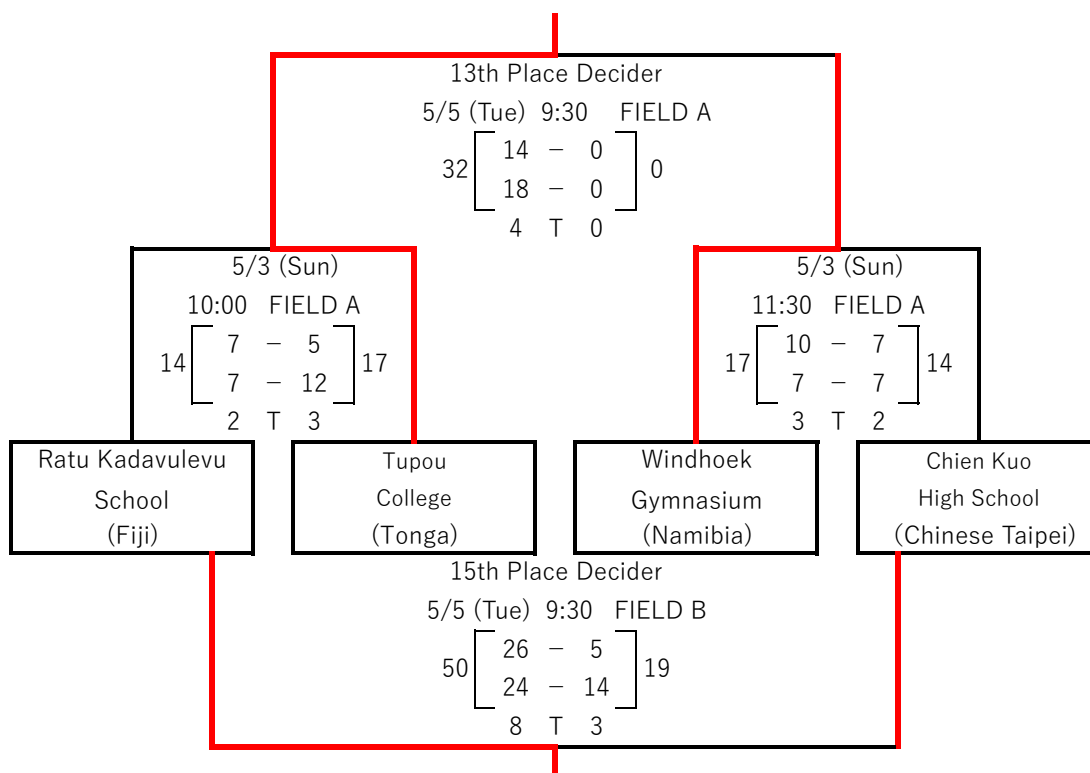 13th Place Decider
5/5 (Tue) 9:30 FIELD A
14 – 0
32 0
18 – 0
4 T 0
5/3 (Sun)
10:00 FIELD A
7 – 5
14 17
7 – 12
2 T 3
5/3 (Sun)
11:30 FIELD A
10 – 7
17 14
7 – 7
3 T 2
Ratu Kadavulevu
School
(Fiji)
Tupou
College
(Tonga)
Windhoek
Gymnasium
(Namibia)
Chien Kuo
High School
(Chinese Taipei)
15th Place Decider
5/5 (Tue) 9:30 FIELD B
26 – 5
50 19
24 – 14
8 T 3